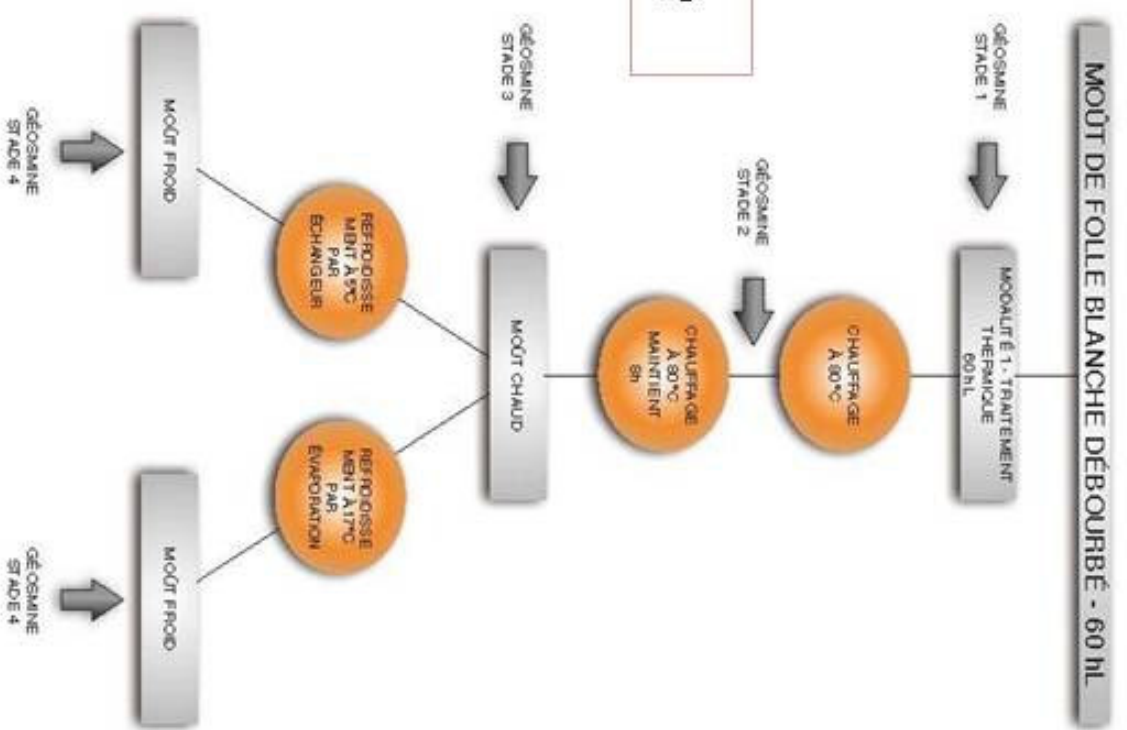 MOÛT DE FOLLE BLANCHE DÉBOURBÉ - 60 hL
GÉOSMINE
STADE 1
MODALITÉ 1 - TRAITEMENT
THERMIQUE
60 hL
CHAUFFAGE
À 80°C
GÉOSMINE
STADE 2
CHAUFFAGE
À 80°C
MAINTIENT
8h
GÉOSMINE
STADE 3
MOÛT CHAUD
REFROIDISSE
MENT À 5°C
PAR
ÉCHANGEUR
REFROIDISSE
MENT À 17°C
PAR
ÉVAPORATION
MOÛT FROID
MOÛT FROID
GÉOSMINE
STADE 4
GÉOSMINE
STADE 4